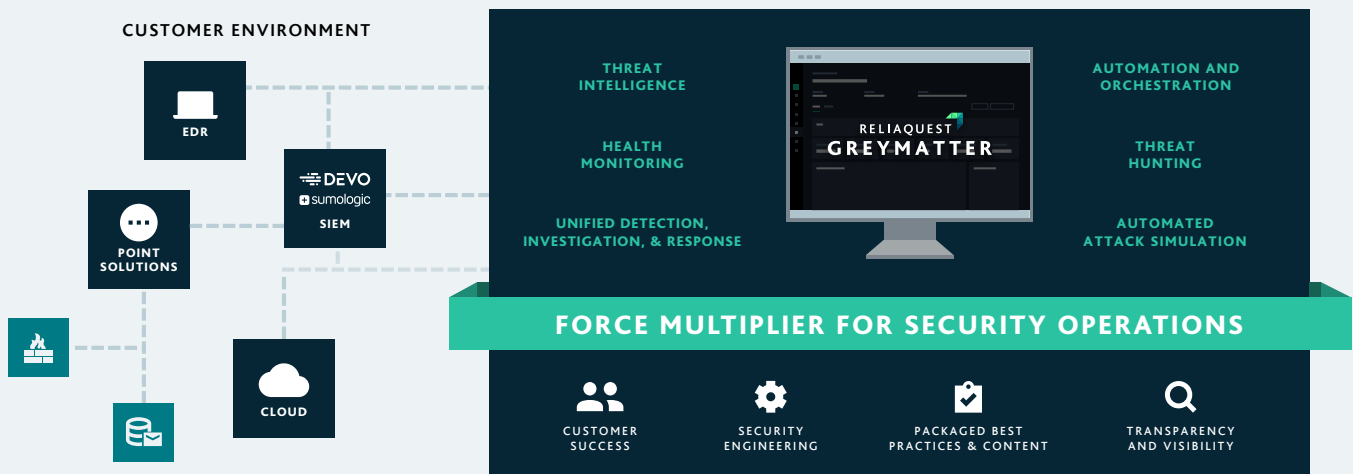 CUSTOMER ENVIRONMENT
EDR
DEVO
sumologic
SIEM
POINT
SOLUTIONS
CLOUD
THREAT
INTELLIGENCE
HEALTH
MONITORING
UNIFIED DETECTION,
INVESTIGATION, & RESPONSE
RELIAQUEST
GREYMATTER
AUTOMATION AND
ORCHESTRATION
THREAT
HUNTING
AUTOMATED
ATTACK SIMULATION
FORCE MULTIPLIER FOR SECURITY OPERATIONS
CUSTOMER
SUCCESS
SECURITY
ENGINEERING
PACKAGED BEST
PRACTICES & CONTENT
TRANSPARENCY
AND VISIBILITY